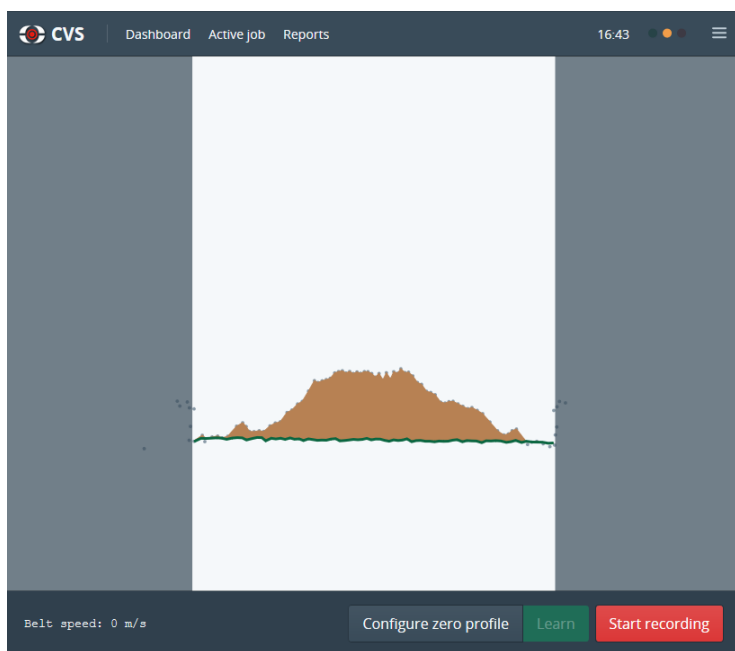 CVS Dashboard Active job Reports 16:43
Belt speed: 0 m/s Configure zero profile Learn Start recording